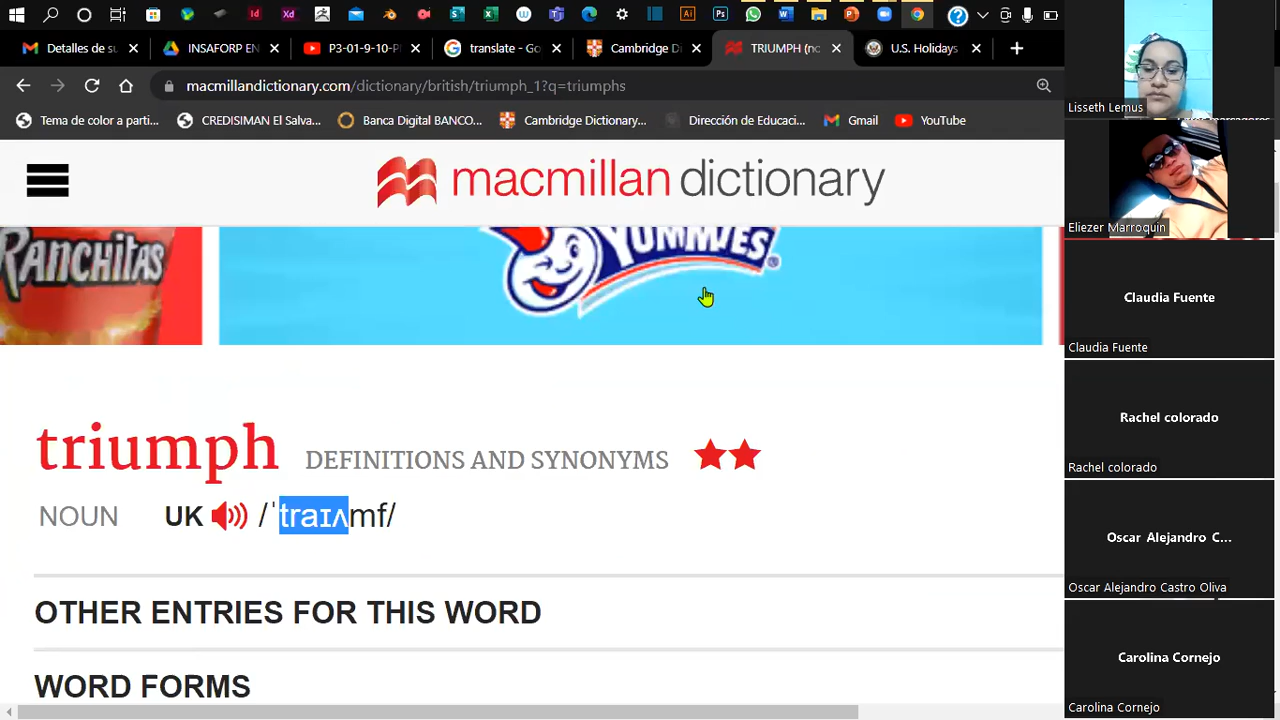 Detalles de su
INSAFORP EN
P3-01-9-10-P
translate - Go
Cambridge D
TRIUMPH (no
U.S. Holidays
macmillandictionary.com/dictionary/british/triumph_1?q=triumphs
Tema de color a parti...
CREDISIMAN El Salva...
Banca Digital BANCO...
Cambridge Dictionary...
Dirección de Educaci...
Gmail
YouTube
macmillan dictionary
RANCHITAS
YUMMIES
triumph DEFINITIONS AND SYNONYMS
NOUN UK /ˈtraɪʌmf/
OTHER ENTRIES FOR THIS WORD
WORD FORMS
Lisseth Lemus
Eliezer Marroquin
Claudia Fuente
Claudia Fuente
Rachel colorado
Rachel colorado
Oscar Alejandro C...
Oscar Alejandro Castro Oliva
Carolina Cornejo
Carolina Cornejo